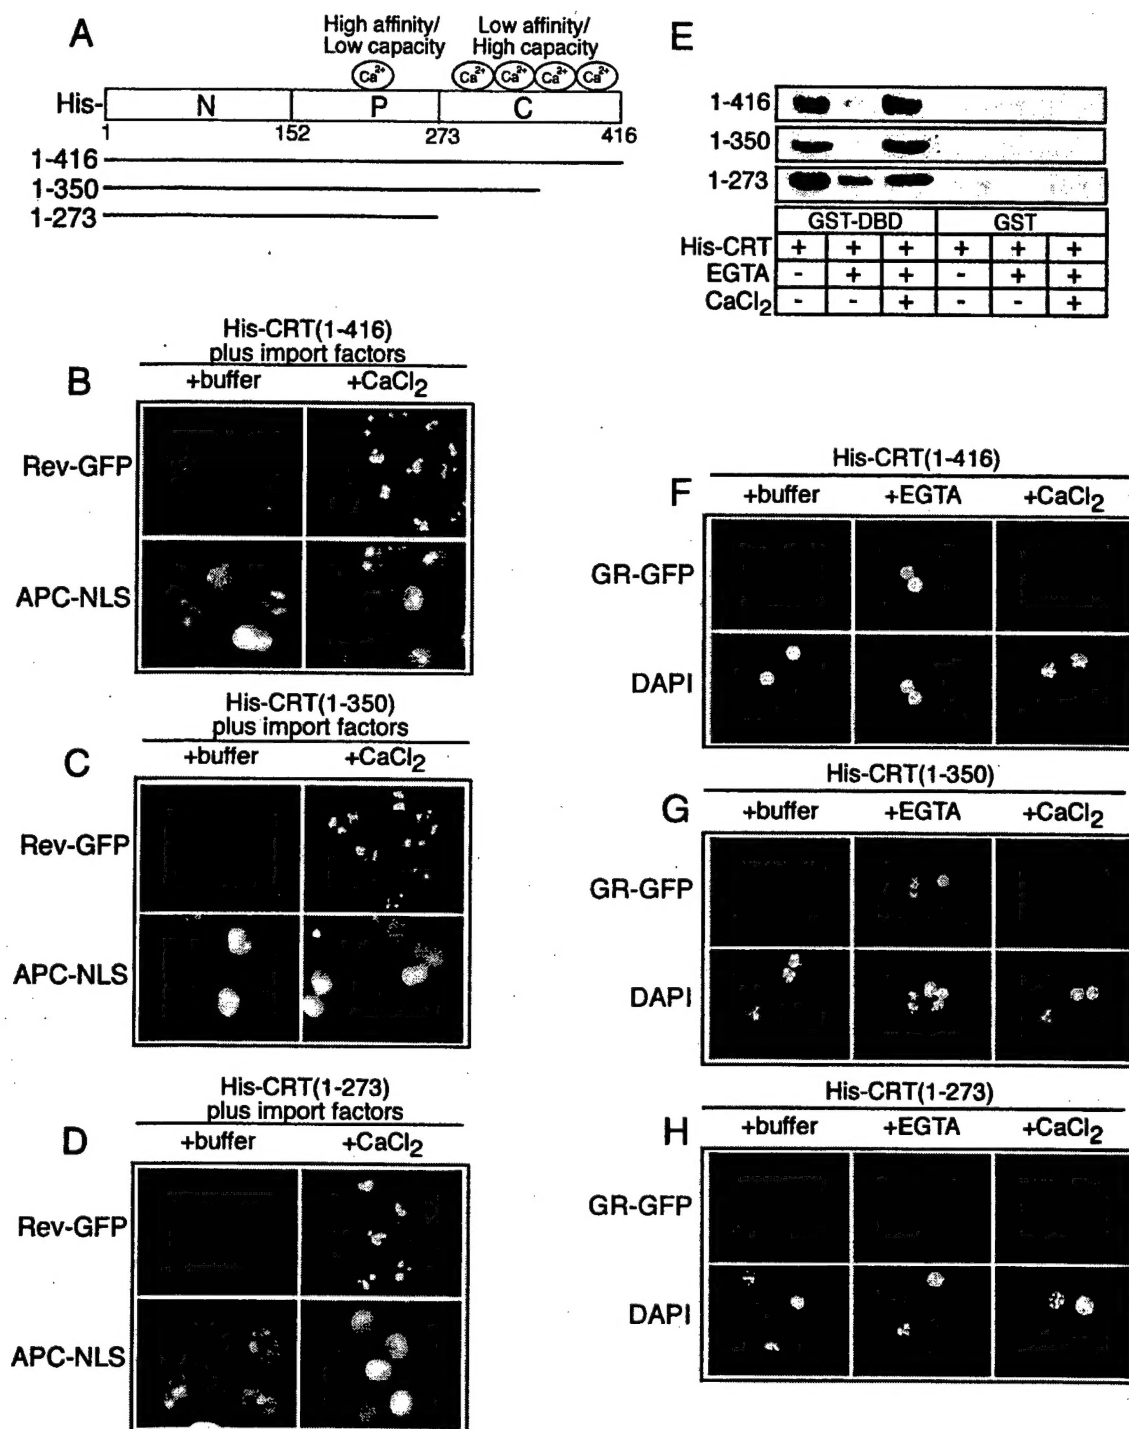 A
High affinity/ Low affinity/
Low capacity High capacity
Ca2+ Ca2+ Ca2+ Ca2+ Ca2+
His- N P C
1 152 273 416
1-416
1-350
1-273
B
His-CRT(1-416)
plus import factors
+buffer +CaCl2
Rev-GFP
APC-NLS
C
His-CRT(1-350)
plus import factors
+buffer +CaCl2
Rev-GFP
APC-NLS
D
His-CRT(1-273)
plus import factors
+buffer +CaCl2
Rev-GFP
APC-NLS
E
1-416
1-350
1-273
GST-DBD GST
His-CRT + + + + + +
EGTA - + + - + +
CaCl2 - - + - - +
F
His-CRT(1-416)
+buffer +EGTA +CaCl2
GR-GFP
DAPI
G
His-CRT(1-350)
+buffer +EGTA +CaCl2
GR-GFP
DAPI
H
His-CRT(1-273)
+buffer +EGTA +CaCl2
GR-GFP
DAPI